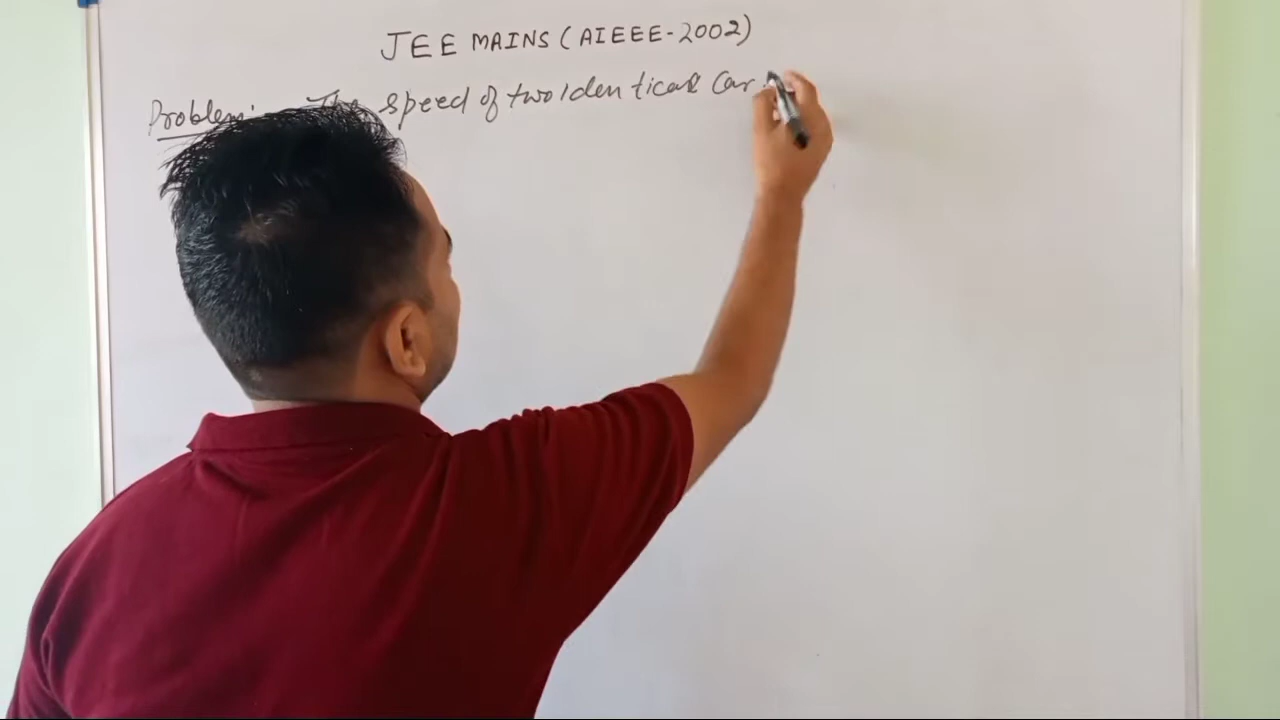 JEE MAINS (AIEEE-2002)
Problem: The speed of two identical Car